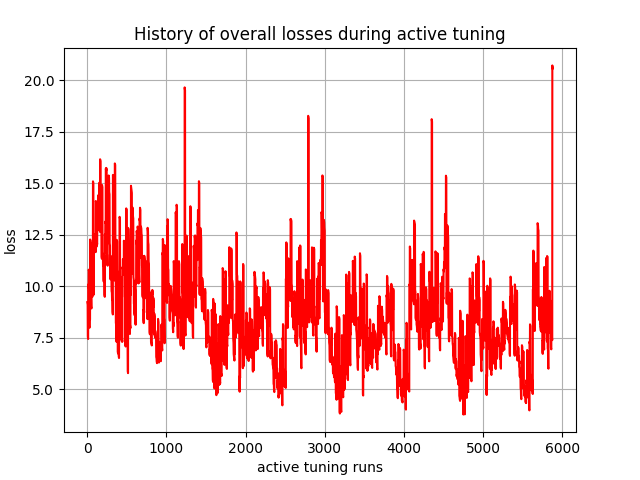 History of overall losses during active tuning
20.0
17.5
15.0
12.5
10.0
7.5
5.0
loss
0 1000 2000 3000 4000 5000 6000
active tuning runs